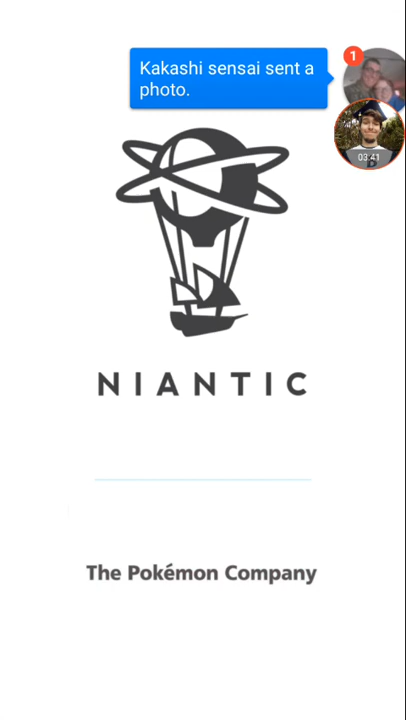 Kakashi sensai sent a
photo.
1
03:41
NIANTIC
The Pokémon Company